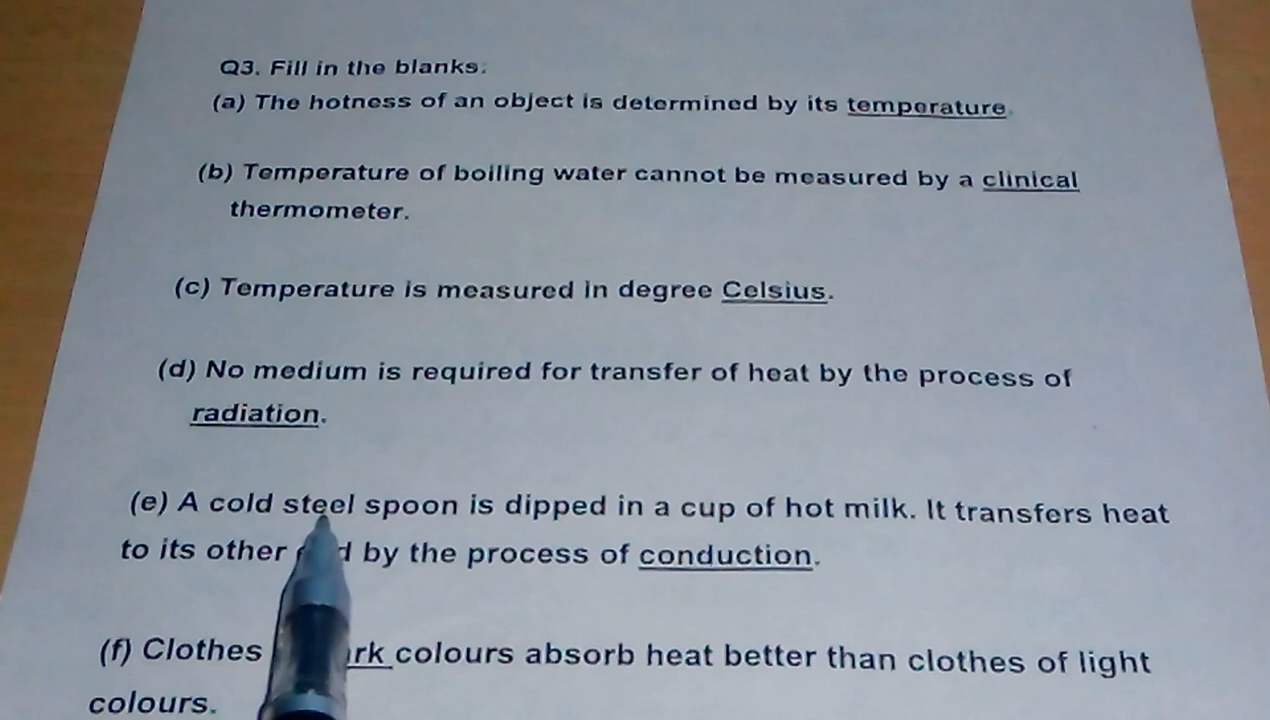 Q3. Fill in the blanks.
(a) The hotness of an object is determined by its temperature.
(b) Temperature of boiling water cannot be measured by a clinical
thermometer.
(c) Temperature is measured in degree Celsius.
(d) No medium is required for transfer of heat by the process of
radiation.
(e) A cold steel spoon is dipped in a cup of hot milk. It transfers heat
to its other by the process of conduction.
(f) Clothes colours absorb heat better than clothes of light
colours.